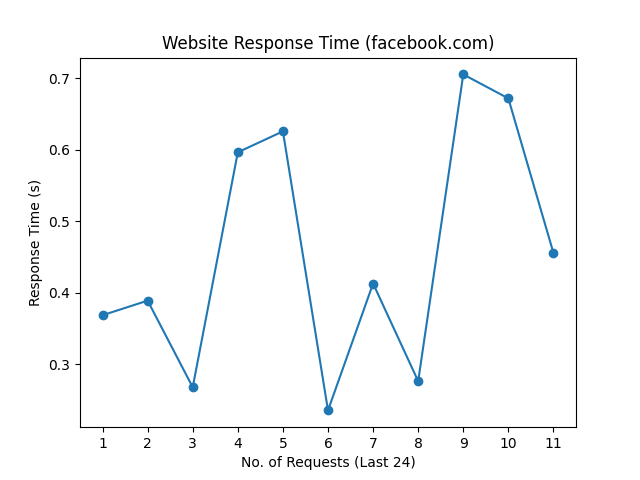 Website Response Time (facebook.com)
0.7
0.6
0.5
0.4
0.3
Response Time (s)
1 2 3 4 5 6 7 8 9 10 11
No. of Requests (Last 24)